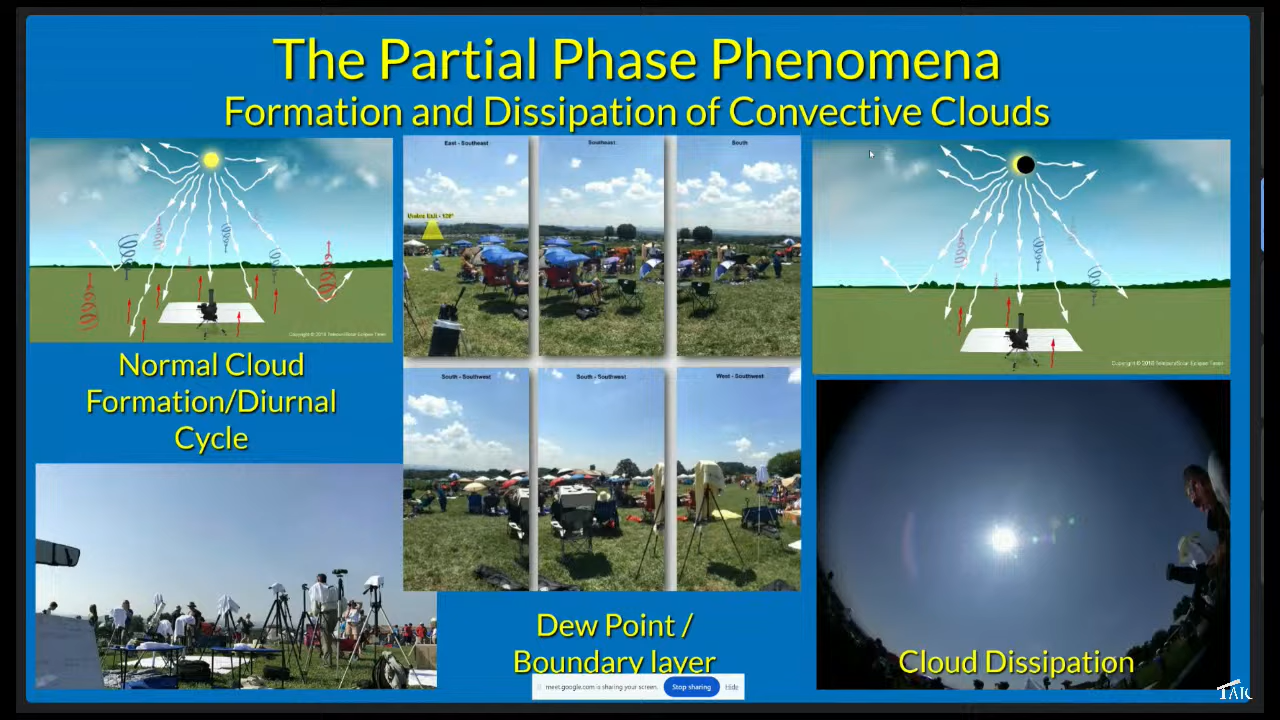 The Partial Phase Phenomena
Formation and Dissipation of Convective Clouds
East - Southeast
Southeast
South
South - Southwest
South - Southwest
West - Southwest
Normal Cloud
Formation/Diurnal
Cycle
Dew Point /
Boundary layer
Cloud Dissipation
meet.google.com is sharing your screen.
Stop sharing
Hide